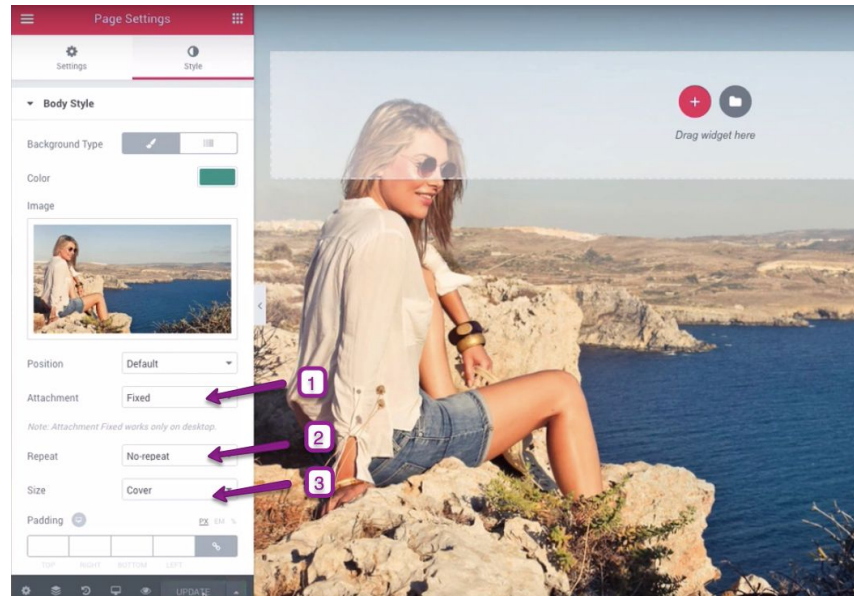 Page Settings
Settings
Style
Body Style
Background Type
Color
Image
Position
Default
Attachment
Fixed
Note: Attachment Fixed works only on desktop.
Repeat
No-repeat
Size
Cover
Padding
PX EM %
TOP RIGHT BOTTOM LEFT
UPDATE
Drag widget here
1
2
3